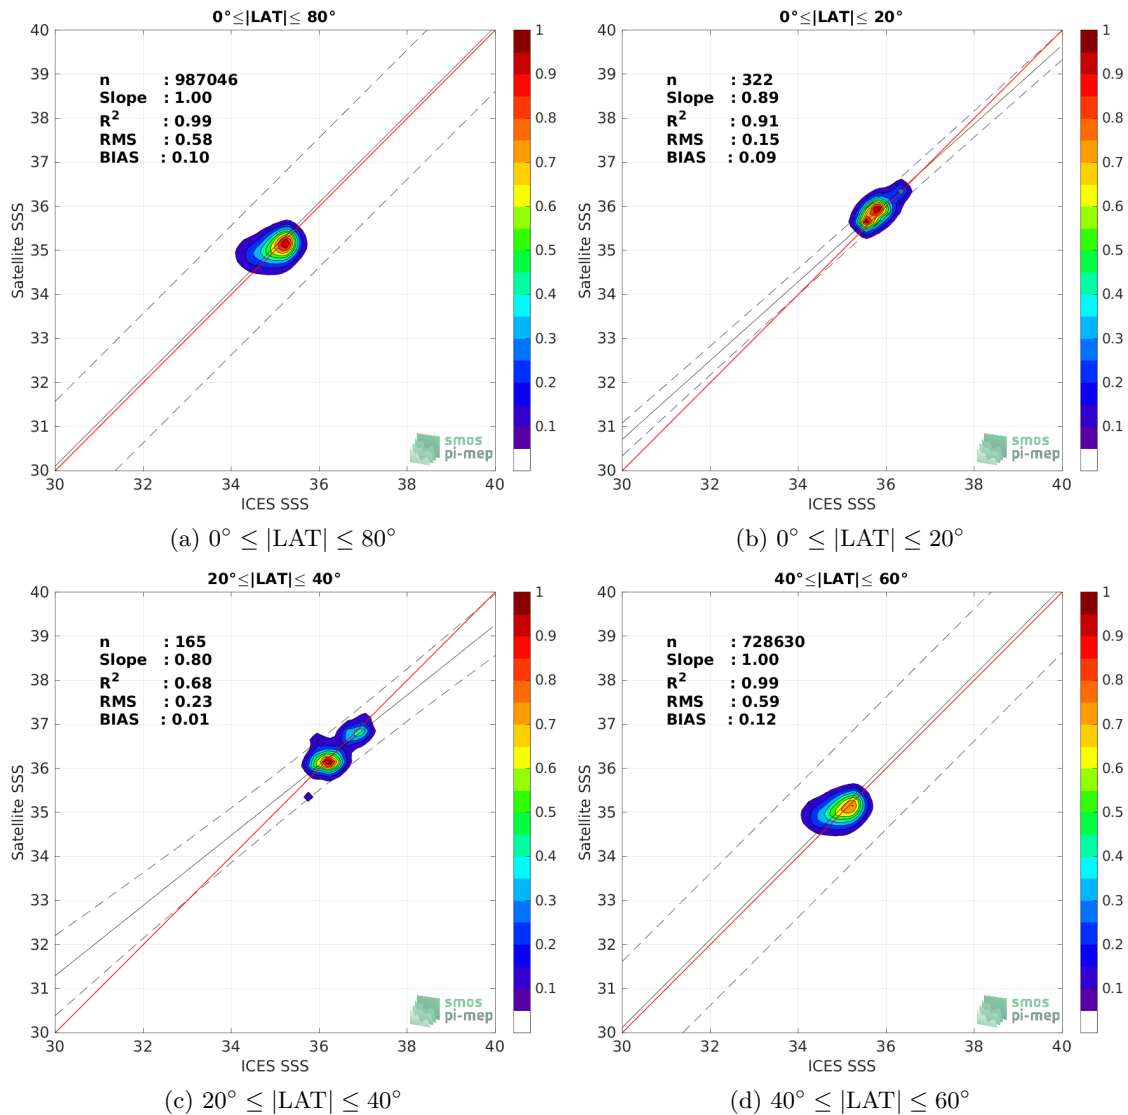 0°≤|LAT|≤ 80°
40
39
38
37
36
35
34
33
32
31
30
Satellite SSS
n : 987046
Slope : 1.00
R² : 0.99
RMS : 0.58
BIAS : 0.10
smos
pi-mep
30 32 34 36 38 40
ICES SSS
1
0.9
0.8
0.7
0.6
0.5
0.4
0.3
0.2
0.1
(a) 0° ≤ |LAT| ≤ 80°
0°≤|LAT|≤ 20°
40
39
38
37
36
35
34
33
32
31
30
Satellite SSS
n : 322
Slope : 0.89
R² : 0.91
RMS : 0.15
BIAS : 0.09
smos
pi-mep
30 32 34 36 38 40
ICES SSS
1
0.9
0.8
0.7
0.6
0.5
0.4
0.3
0.2
0.1
(b) 0° ≤ |LAT| ≤ 20°
20°≤|LAT|≤ 40°
40
39
38
37
36
35
34
33
32
31
30
Satellite SSS
n : 165
Slope : 0.80
R² : 0.68
RMS : 0.23
BIAS : 0.01
smos
pi-mep
30 32 34 36 38 40
ICES SSS
1
0.9
0.8
0.7
0.6
0.5
0.4
0.3
0.2
0.1
(c) 20° ≤ |LAT| ≤ 40°
40°≤|LAT|≤ 60°
40
39
38
37
36
35
34
33
32
31
30
Satellite SSS
n : 728630
Slope : 1.00
R² : 0.99
RMS : 0.59
BIAS : 0.12
smos
pi-mep
30 32 34 36 38 40
ICES SSS
1
0.9
0.8
0.7
0.6
0.5
0.4
0.3
0.2
0.1
(d) 40° ≤ |LAT| ≤ 60°